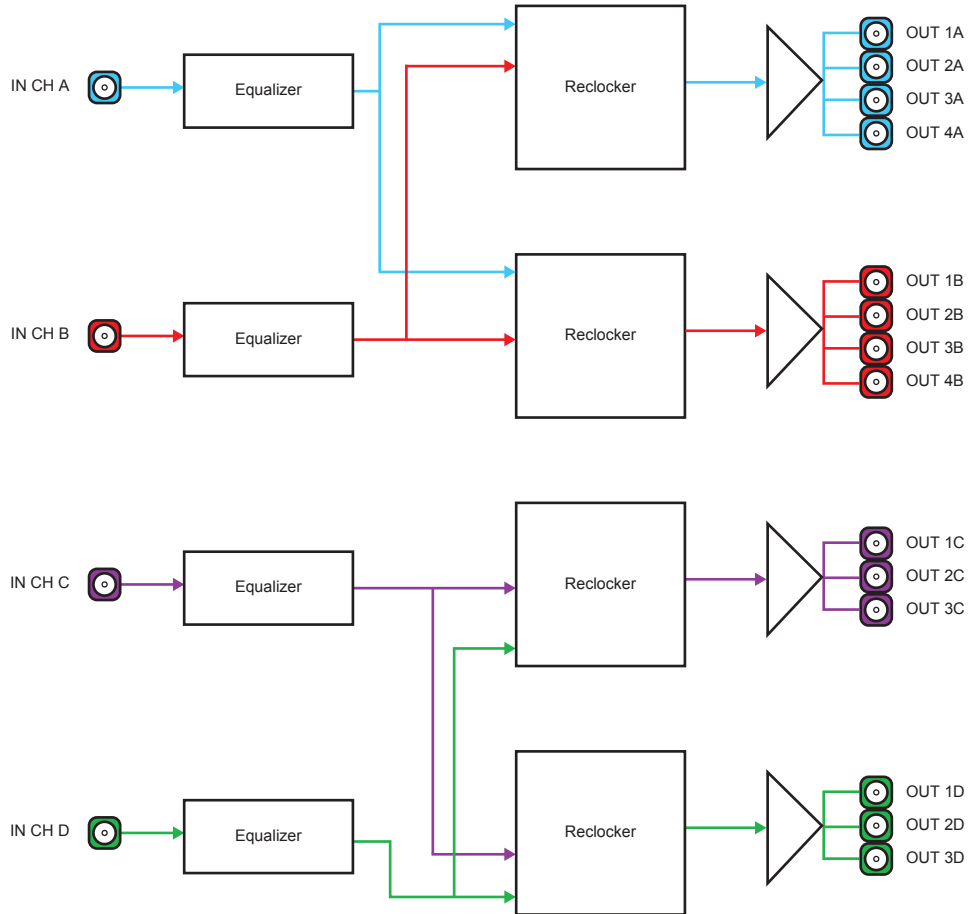 OUT 1A
IN CH A
Equalizer
Reclocker
OUT 2A
OUT 3A
OUT 4A
OUT 1B
IN CH B
Equalizer
Reclocker
OUT 2B
OUT 3B
OUT 4B
OUT 1C
IN CH C
Equalizer
Reclocker
OUT 2C
OUT 3C
OUT 1D
IN CH D
Equalizer
Reclocker
OUT 2D
OUT 3D